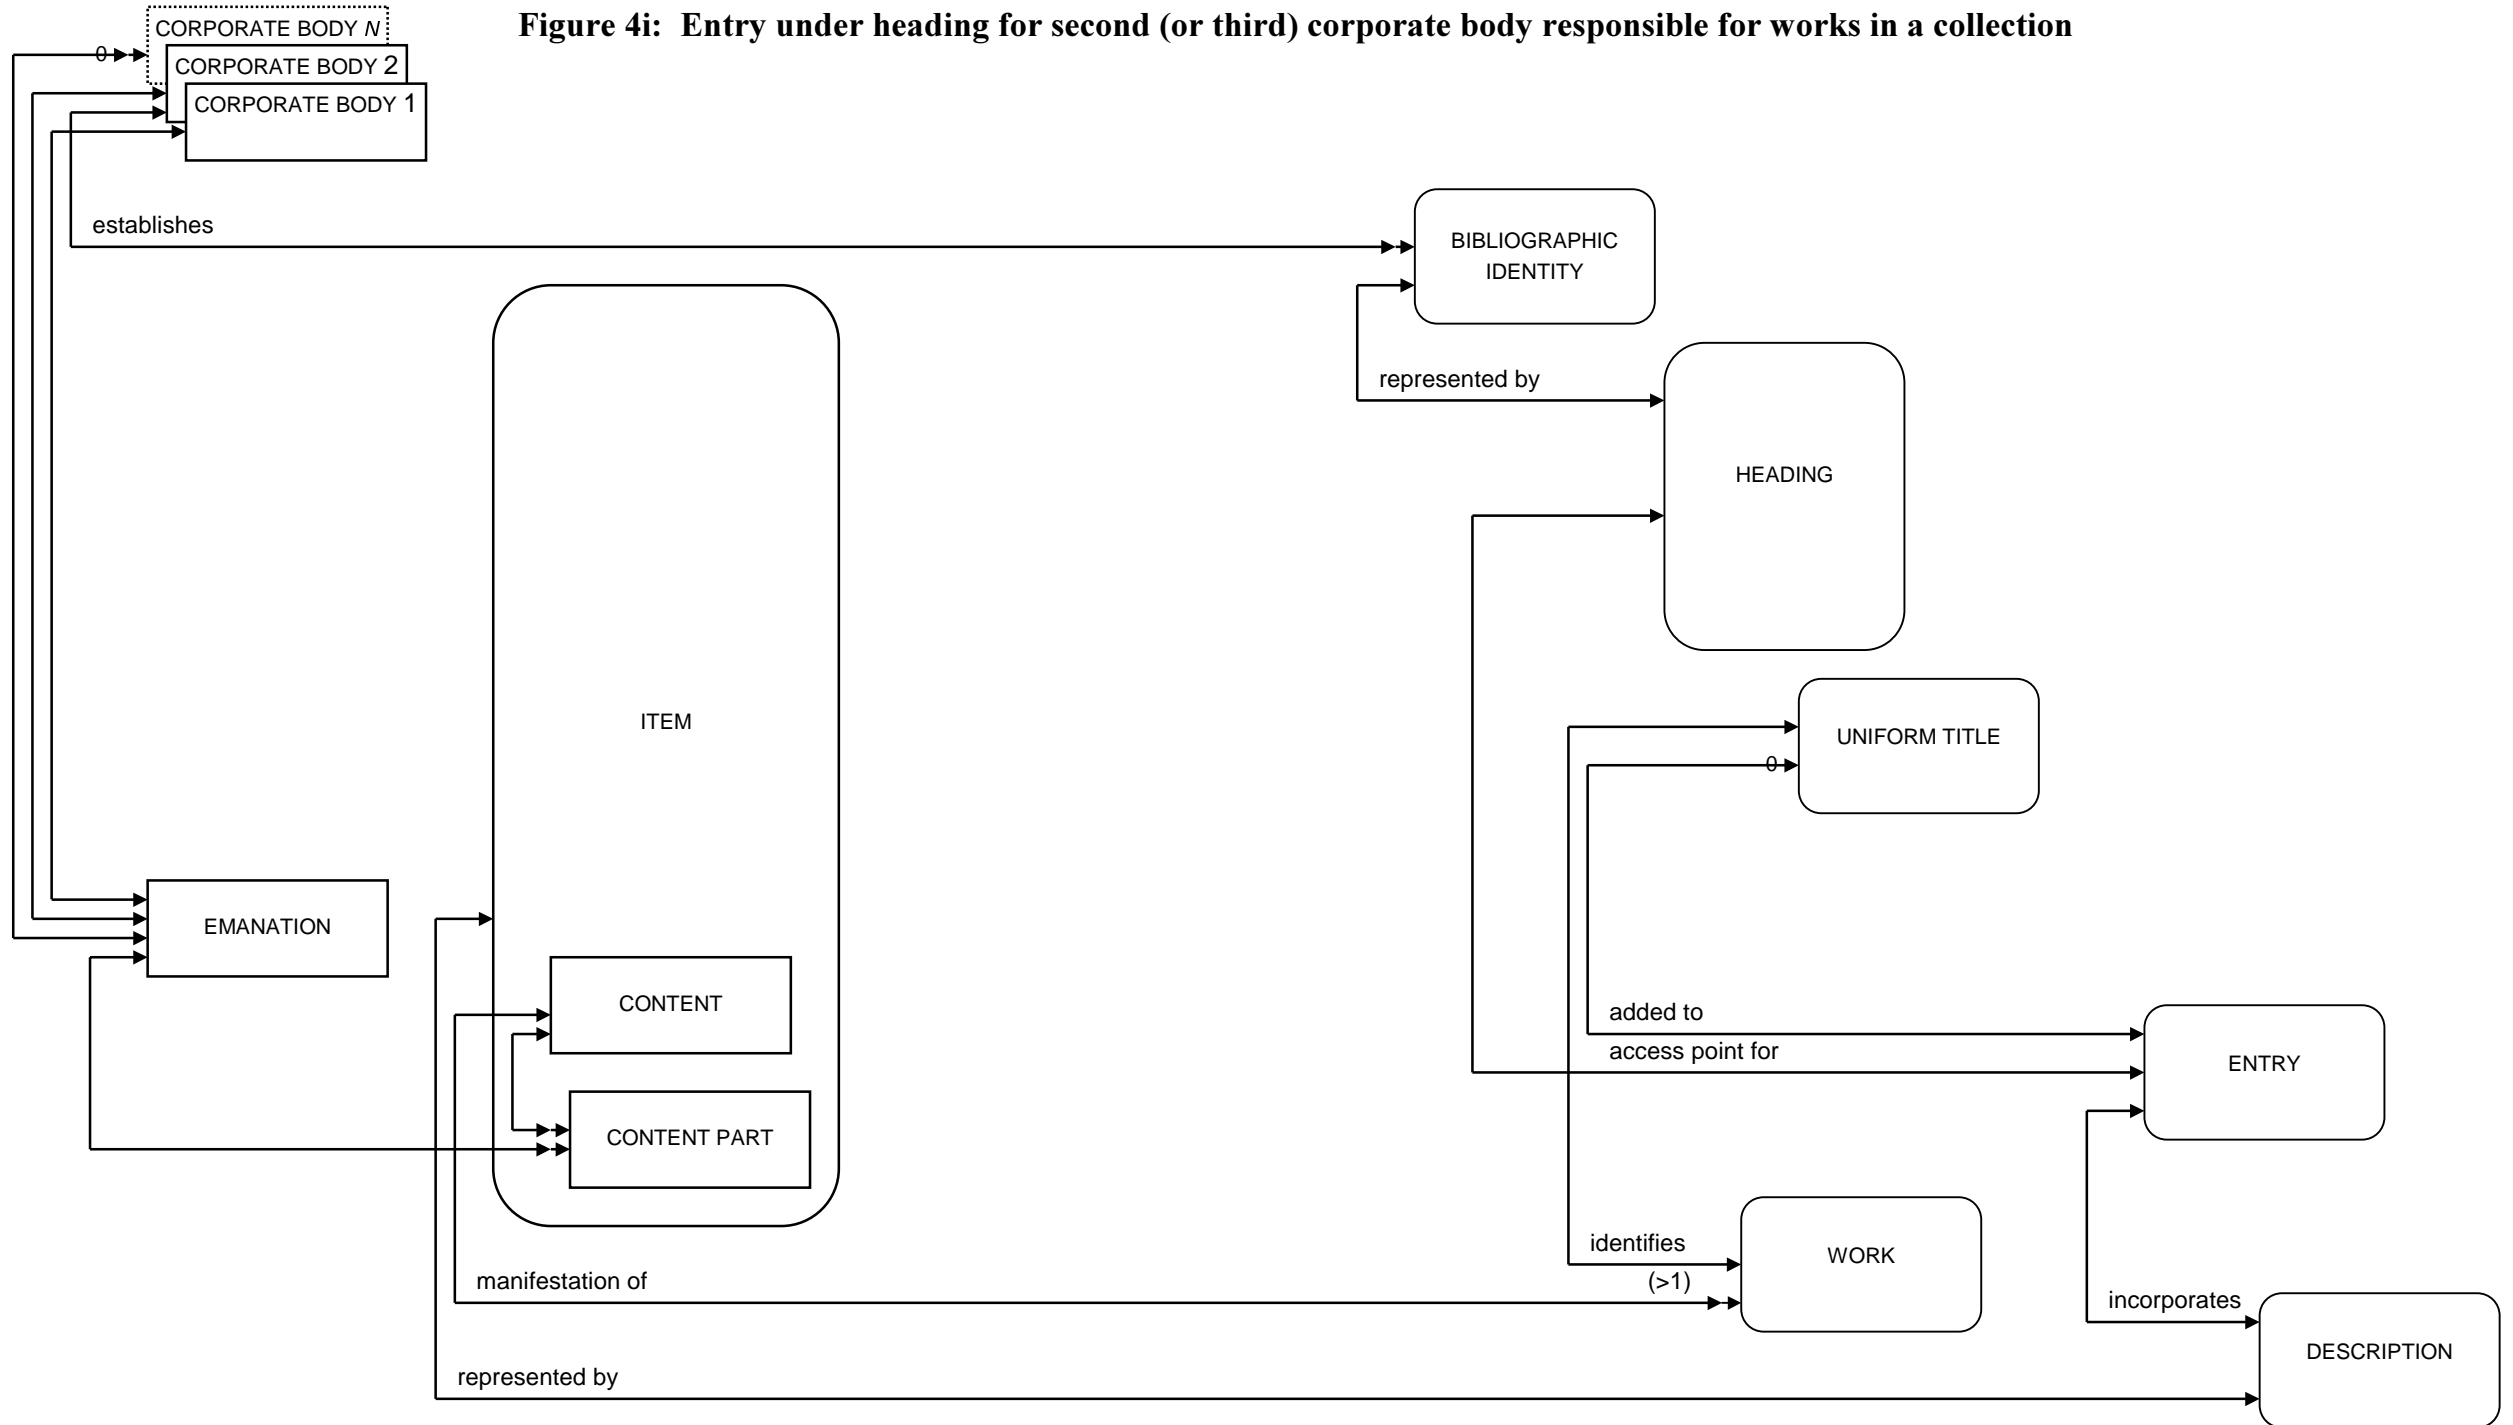 Figure 4i: Entry under heading for second (or third) corporate body responsible for works in a collection
CORPORATE BODY N
0
CORPORATE BODY 2
CORPORATE BODY 1
establishes
BIBLIOGRAPHIC
IDENTITY
represented by
HEADING
ITEM
UNIFORM TITLE
0
EMANATION
CONTENT
added to
access point for
ENTRY
CONTENT PART
identifies
WORK
manifestation of
(>1)
incorporates
DESCRIPTION
represented by